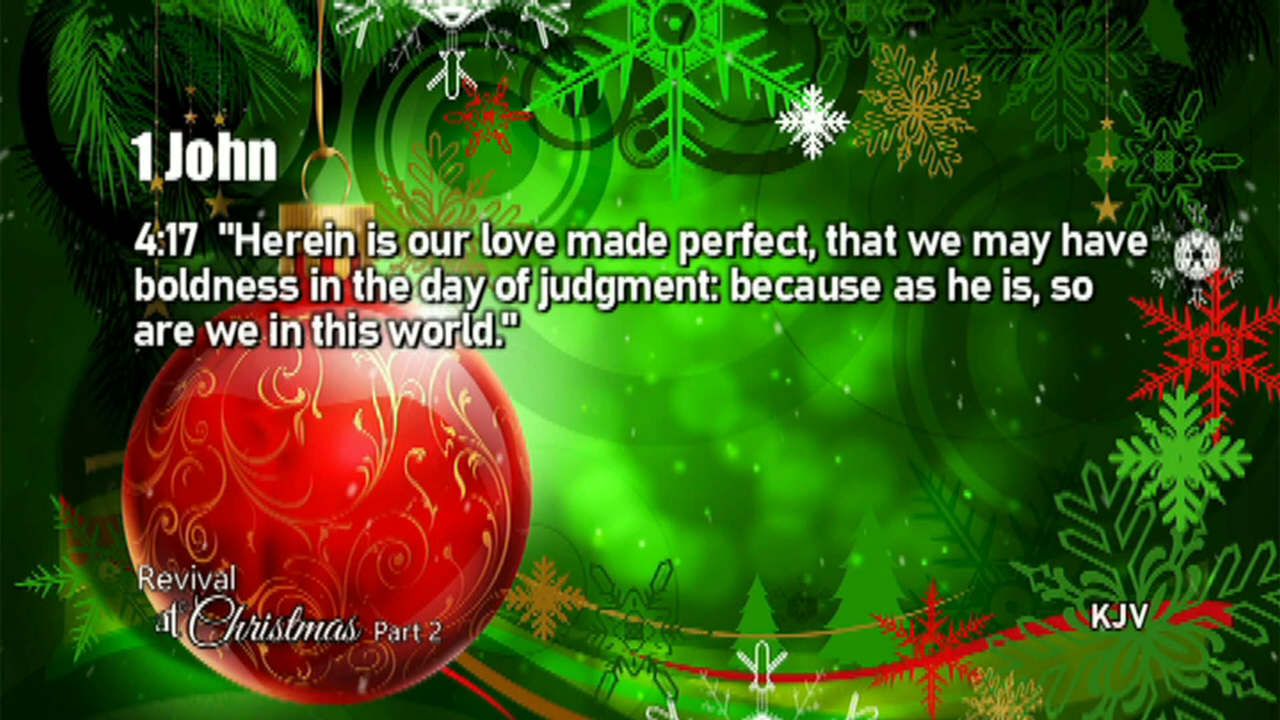 1 John
4:17 "Herein is our love made perfect, that we may have
boldness in the day of judgment: because as he is, so
are we in this world."
Revival
at Christmas Part 2
KJV